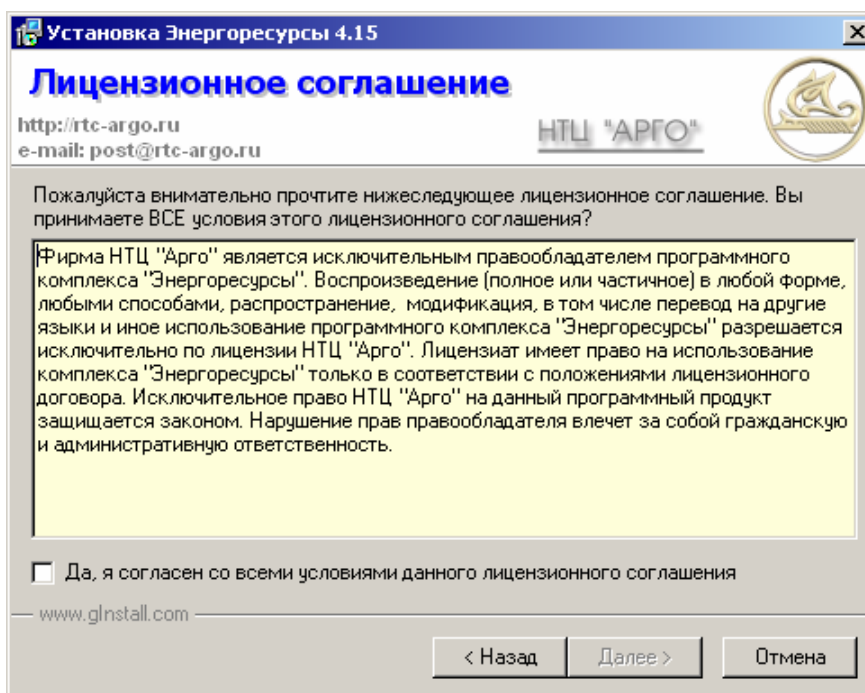 Установка Энергоресурсы 4.15
Лицензионное соглашение
http://rtc-argo.ru
e-mail: post@rtc-argo.ru
НТЦ "АРГО"
Пожалуйста внимательно прочтите нижеследующее лицензионное соглашение. Вы
принимаете ВСЕ условия этого лицензионного соглашения?
Фирма НТЦ "Арго" является исключительным правообладателем программного
комплекса "Энергоресурсы". Воспроизведение (полное или частичное) в любой форме,
любыми способами, распространение, модификация, в том числе перевод на другие
языки и иное использование программного комплекса "Энергоресурсы" разрешается
исключительно по лицензии НТЦ "Арго". Лицензиат имеет право на использование
комплекса "Энергоресурсы" только в соответствии с положениями лицензионного
договора. Исключительное право НТЦ "Арго" на данный программный продукт
защищается законом. Нарушение прав правообладателя влечет за собой гражданскую
и административную ответственность.
Да, я согласен со всеми условиями данного лицензионного соглашения
www.gInstall.com
< Назад
Далее >
Отмена